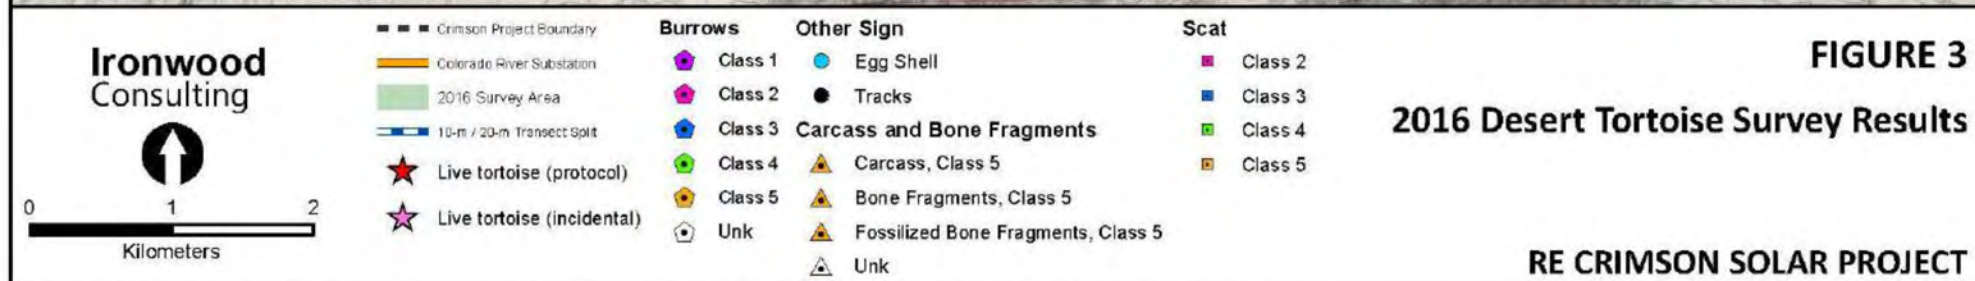 Ironwood
Consulting
0 1 2
Kilometers
Crimson Project Boundary
Colorado River Substation
2016 Survey Area
10-m / 20-m Transect Split
Live tortoise (protocol)
Live tortoise (incidental)
Burrows
Class 1
Class 2
Class 3
Class 4
Class 5
Unk
Other Sign
Egg Shell
Tracks
Carcass and Bone Fragments
Carcass, Class 5
Bone Fragments, Class 5
Fossilized Bone Fragments, Class 5
Unk
Scat
Class 2
Class 3
Class 4
Class 5
FIGURE 3
2016 Desert Tortoise Survey Results
RE CRIMSON SOLAR PROJECT